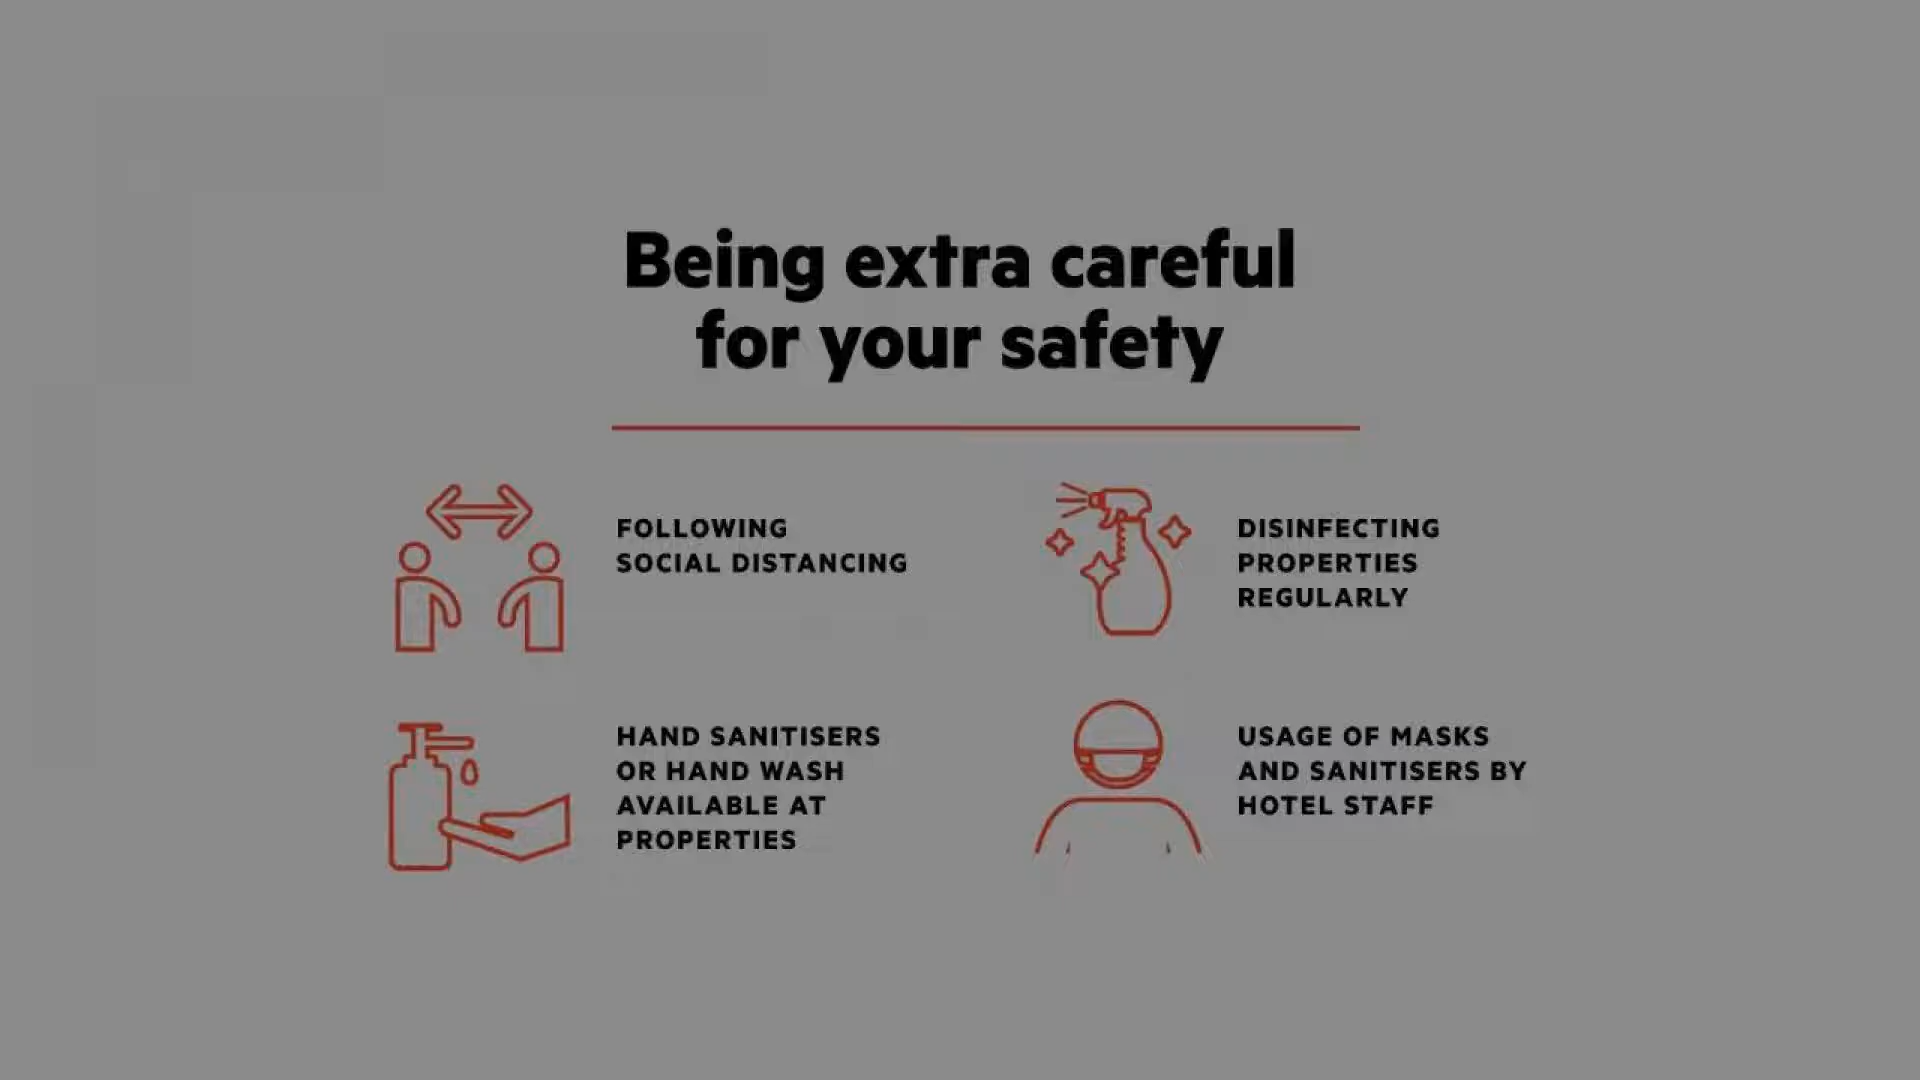 Being extra careful
for your safety
FOLLOWING
SOCIAL DISTANCING
DISINFECTING
PROPERTIES
REGULARLY
HAND SANITISERS
OR HAND WASH
AVAILABLE AT
PROPERTIES
USAGE OF MASKS
AND SANITISERS BY
HOTEL STAFF